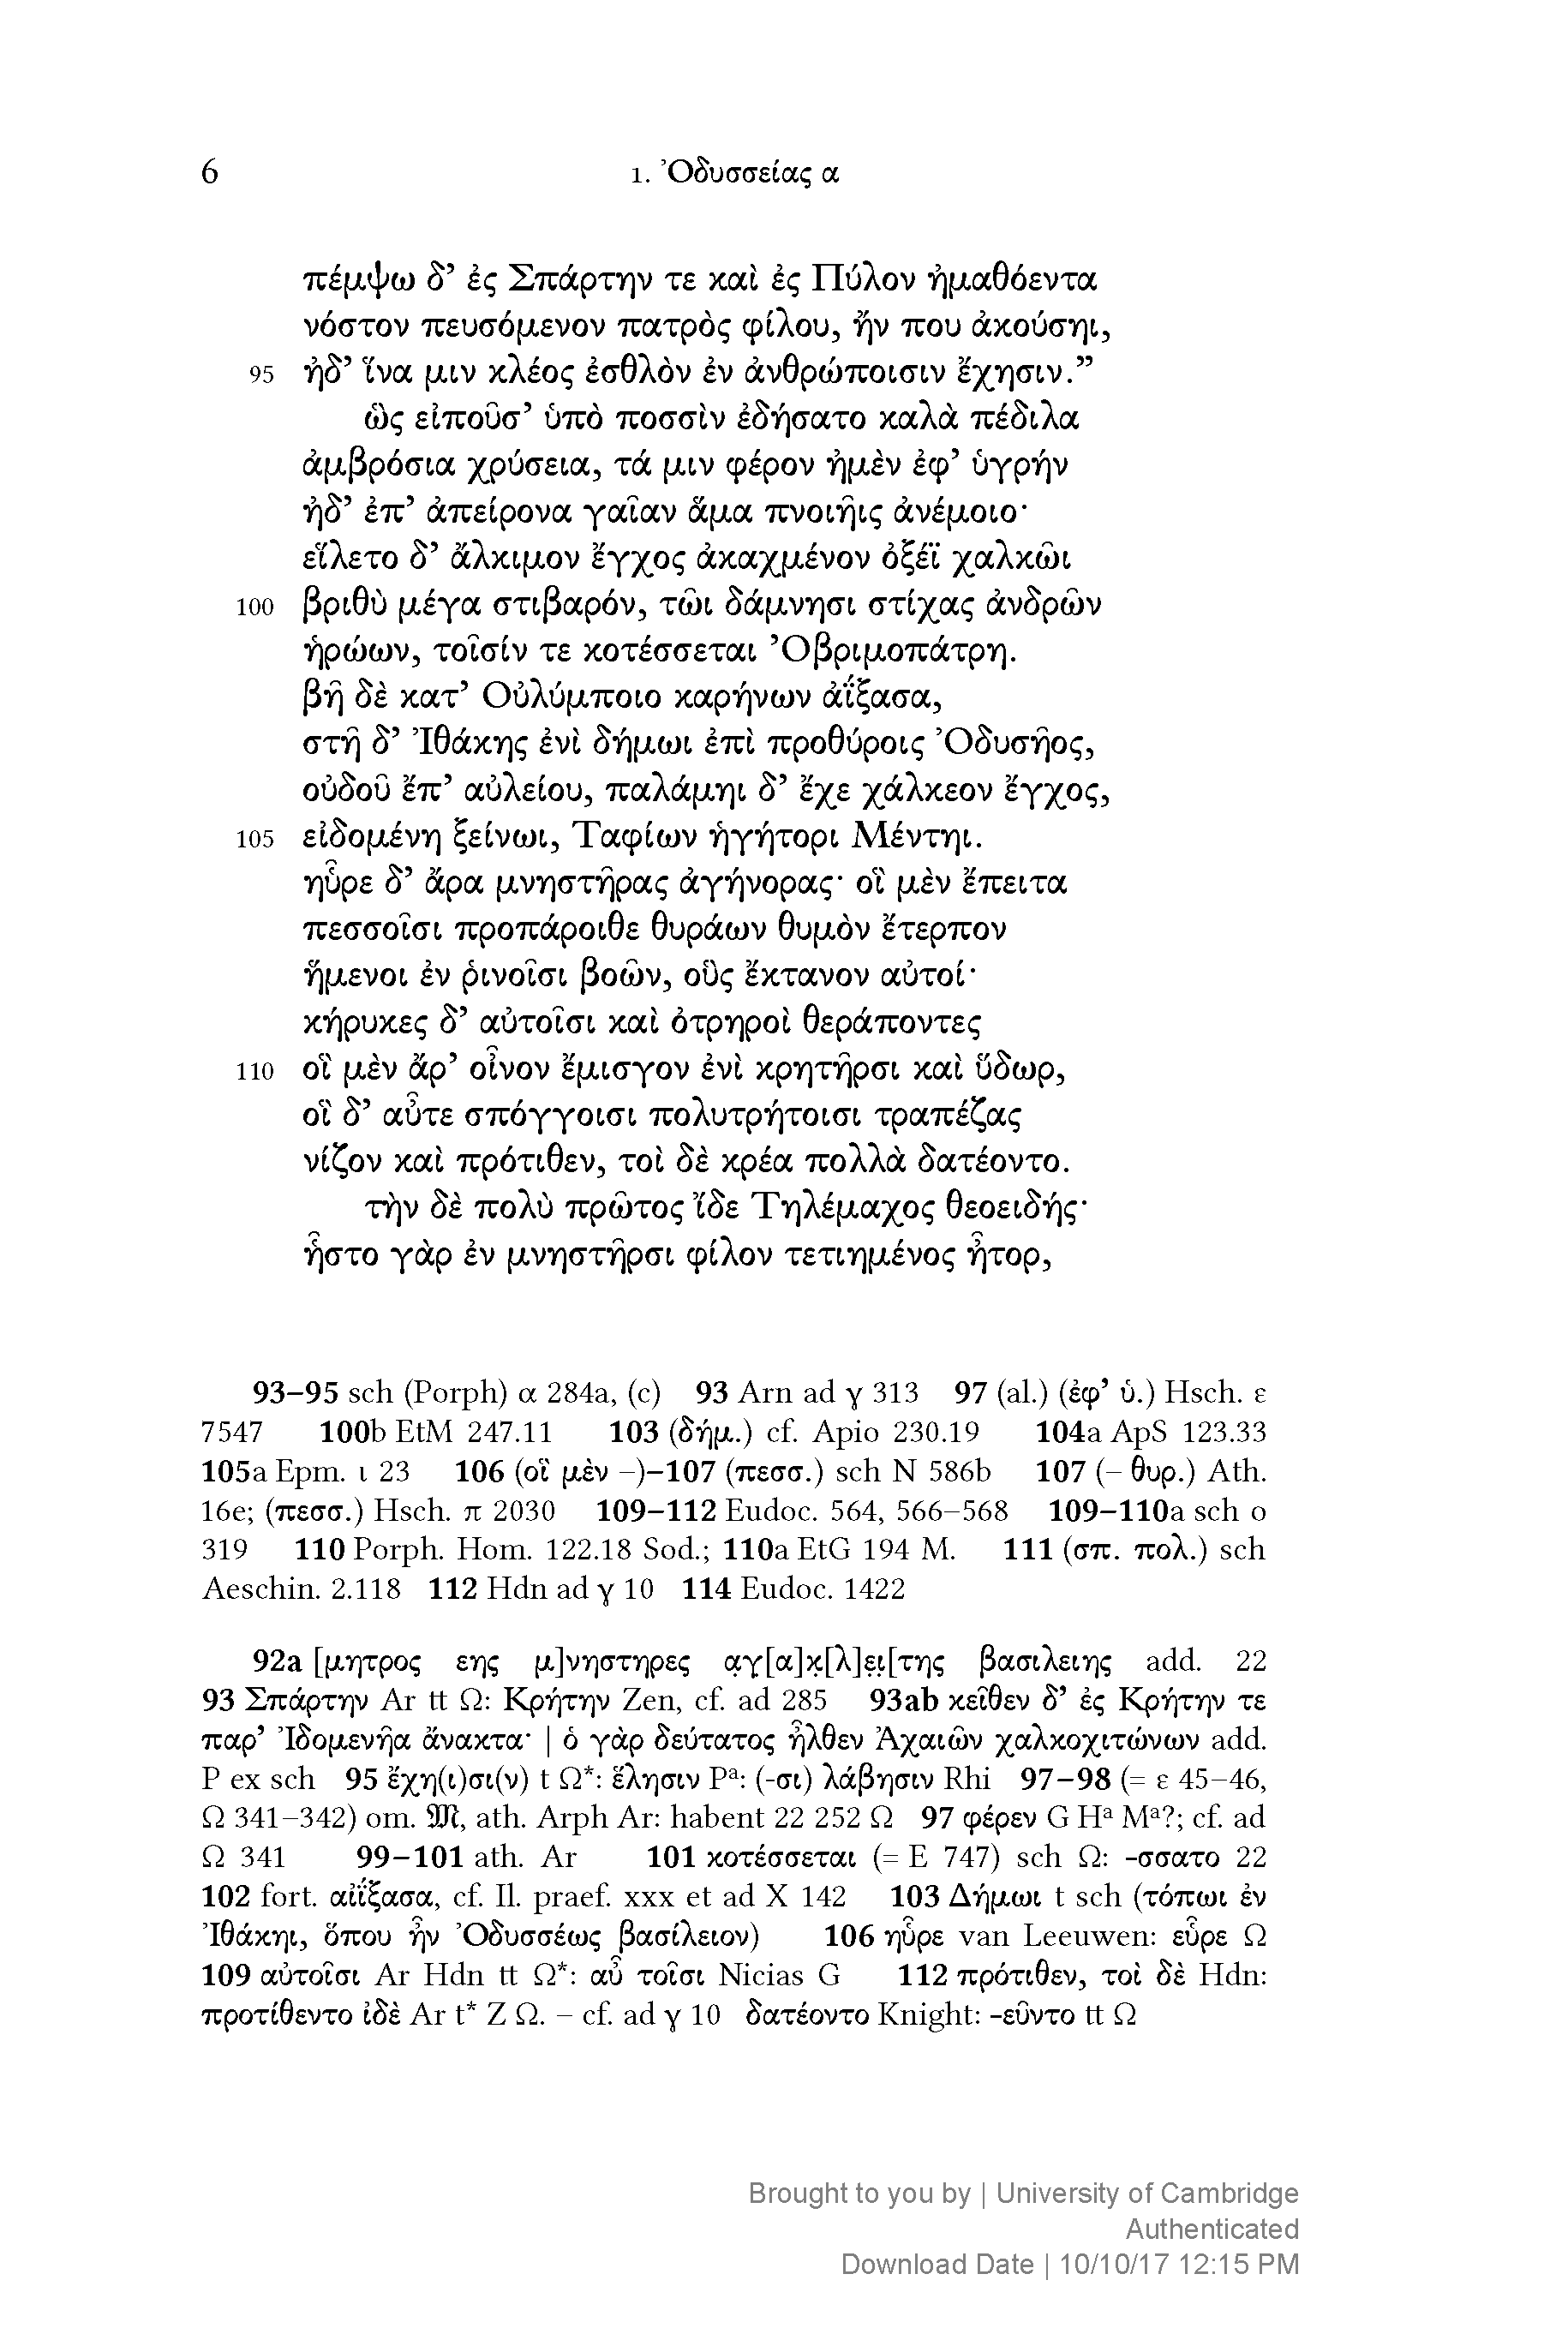 6 1. Ὀδυσσείας α
πέμψω δ’ ἐς Σπάρτην τε καὶ ἐς Πύλον ἠμαθόεντα
νόστον πευσόμενον πατρὸς φίλου, ἤν που ἀκούσηι,
95 ἠδ’ ἵνα μιν κλέος ἐσθλὸν ἐν ἀνθρώποισιν ἔχησιν.”
ὣς εἰποῦσ’ ὑπὸ ποσσὶν ἐδήσατο καλὰ πέδιλα
ἀμβρόσια χρύσεια, τά μιν φέρον ἠμὲν ἐφ’ ὑγρήν
ἠδ’ ἐπ’ ἀπείρονα γαῖαν ἅμα πνοιῆις ἀνέμοιο·
εἵλετο δ’ ἄλκιμον ἔγχος ἀκαχμένον ὀξέϊ χαλκῶι
100 βριθὺ μέγα στιβαρόν, τῶι δάμνησι στίχας ἀνδρῶν
ἡρώων, τοῖσίν τε κοτέσσεται Ὀβριμοπάτρη.
βῆ δὲ κατ’ Οὐλύμποιο καρήνων ἀΐξασα,
στῆ δ’ Ἰθάκης ἐνὶ δήμωι ἐπὶ προθύροις Ὀδυσῆος,
οὐδοῦ ἔπ’ αὐλείου, παλάμηι δ’ ἔχε χάλκεον ἔγχος,
105 εἰδομένη ξείνωι, Ταφίων ἡγήτορι Μέντηι.
ηὗρε δ’ ἄρα μνηστῆρας ἀγήνορας· οἳ μὲν ἔπειτα
πεσσοῖσι προπάροιθε θυράων θυμὸν ἔτερπον
ἥμενοι ἐν ῥινοῖσι βοῶν, οὓς ἔκτανον αὐτοί·
κήρυκες δ’ αὐτοῖσι καὶ ὀτρηροὶ θεράποντες
110 οἳ μὲν ἄρ’ οἶνον ἔμισγον ἐνὶ κρητῆρσι καὶ ὕδωρ,
οἳ δ’ αὖτε σπόγγοισι πολυτρήτοισι τραπέζας
νίζον καὶ πρότιθεν, τοὶ δὲ κρέα πολλὰ δατέοντο.
τὴν δὲ πολὺ πρῶτος ἴδε Τηλέμαχος θεοειδής·
ἧστο γὰρ ἐν μνηστῆρσι φίλον τετιημένος ἦτορ,
93–95 sch (Porph) α 284a, (c) 93 Arn ad γ 313 97 (al.) (ἐφ’ ὑ.) Hsch. ε
7547 100b EtM 247.11 103 (δήμ.) cf. Apio 230.19 104a ApS 123.33
105a Epm. ι 23 106 (οἳ μὲν –)–107 (πεσσ.) sch N 586b 107 (– θυρ.) Ath.
16e; (πεσσ.) Hsch. π 2030 109–112 Eudoc. 564, 566–568 109–110a sch ο
319 110 Porph. Hom. 122.18 Sod.; 110a EtG 194 M. 111 (σπ. πολ.) sch
Aeschin. 2.118 112 Hdn ad γ 10 114 Eudoc. 1422
92a [μητρος εης μ]νηστηρες α̣γ[α]κ̣[λ]ε̣ι̣[της βασιλειης add. 22
93 Σπάρτην Ar tt Ω: Κρήτην Zen, cf. ad 285 93ab κεῖθεν δ’ ἐς Κρήτην τε
παρ’ Ἰδομενῆα ἄνακτα· | ὁ γὰρ δεύτατος ἦλθεν Ἀχαιῶν χαλκοχιτώνων add.
P ex sch 95 ἔχη(ι)σι(ν) t Ω*: ἕλησιν Pᵃ: (-σι) λάβησιν Rhi 97–98 (= ε 45–46,
Ω 341–342) om. 𝔐, ath. Arph Ar: habent 22 252 Ω 97 φέρεν G Hᵃ Mᵃ?; cf. ad
Ω 341 99–101 ath. Ar 101 κοτέσσεται (= E 747) sch Ω: -σσατο 22
102 fort. αἰΐξασα, cf. Il. praef. xxx et ad X 142 103 Δήμωι t sch (τόπωι ἐν
Ἰθάκηι, ὅπου ἦν Ὀδυσσέως βασίλειον) 106 ηὗρε van Leeuwen: εὗρε Ω
109 αὐτοῖσι Ar Hdn tt Ω*: αὖ τοῖσι Nicias G 112 πρότιθεν, τοὶ δὲ Hdn:
προτίθεντο ἰδὲ Ar t* Z Ω. – cf. ad γ 10 δατέοντο Knight: -εῦντο tt Ω
Brought to you by | University of Cambridge
Authenticated
Download Date | 10/10/17 12:15 PM